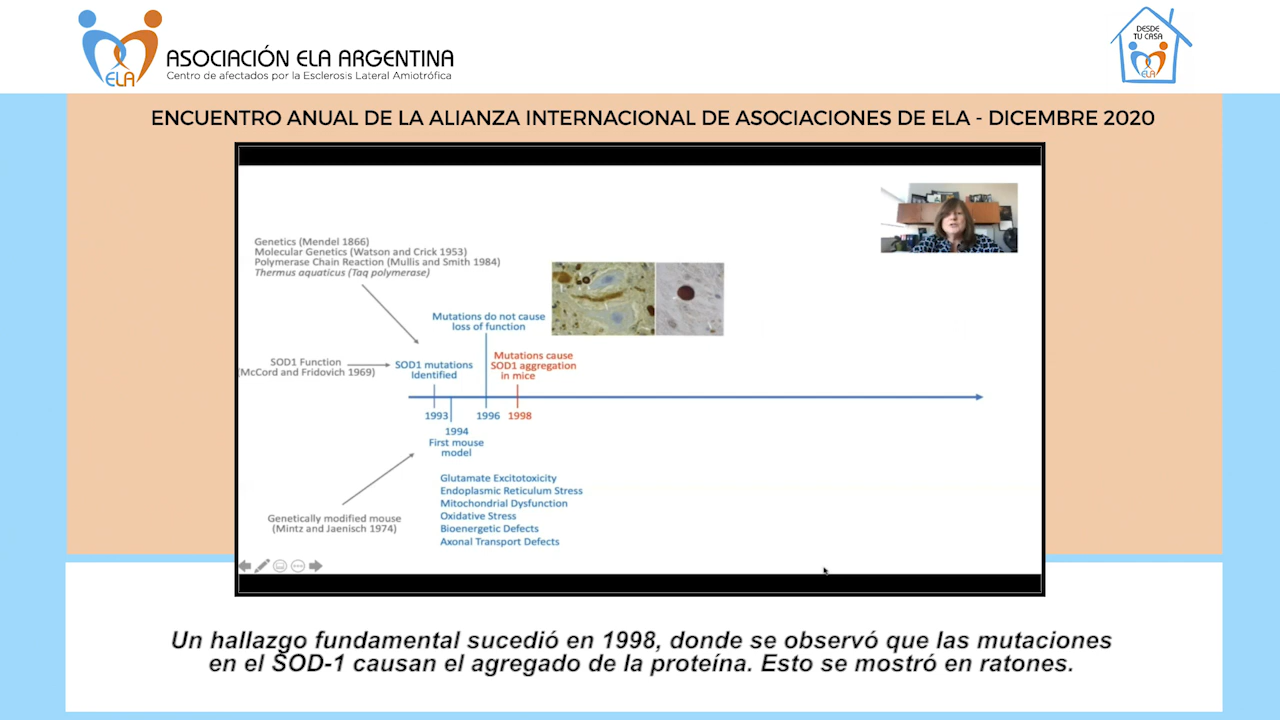 ELA
ASOCIACIÓN ELA ARGENTINA
Centro de afectados por la Esclerosis Lateral Amiotrófica
DESDE
TU CASA
ELA
ENCUENTRO ANUAL DE LA ALIANZA INTERNACIONAL DE ASOCIACIONES DE ELA - DICEMBRE 2020
Genetics (Mendel 1866)
Molecular Genetics (Watson and Crick 1953)
Polymerase Chain Reaction (Mullis and Smith 1984)
Thermus aquaticus (Taq polymerase)
Mutations do not cause
loss of function
SOD1 Function
(McCord and Fridovich 1969)
SOD1 mutations
Identified
Mutations cause
SOD1 aggregation
in mice
1993
1996
1998
1994
First mouse
model
Glutamate Excitotoxicity
Endoplasmic Reticulum Stress
Mitochondrial Dysfunction
Oxidative Stress
Bioenergetic Defects
Axonal Transport Defects
Genetically modified mouse
(Mintz and Jaenisch 1974)
Un hallazgo fundamental sucedió en 1998, donde se observó que las mutaciones
en el SOD-1 causan el agregado de la proteína. Esto se mostró en ratones.